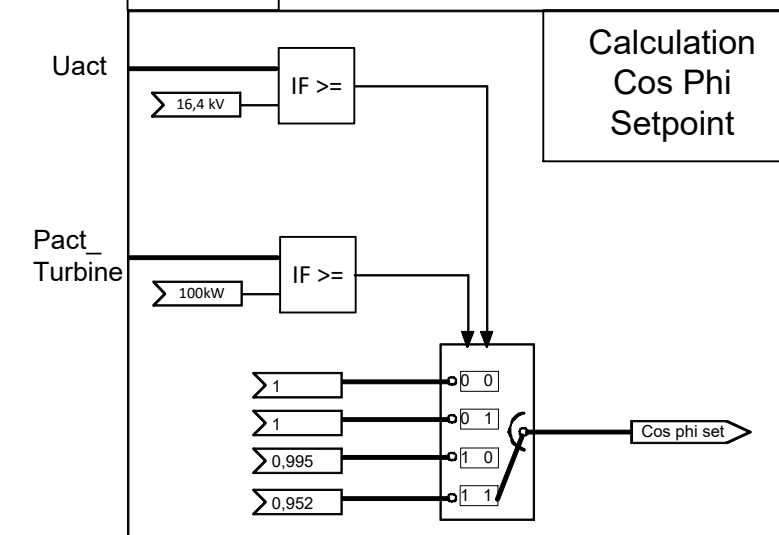 Calculation
Cos Phi
Setpoint
Uact
IF >=
16,4 kV
Pact_
Turbine
IF >=
100kW
1
0 0
1
0 1
0,995
1 0
0,952
1 1
Cos phi set